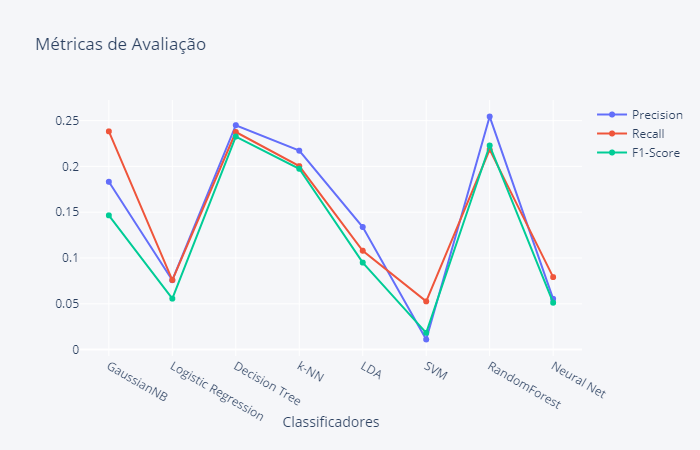 Métricas de Avaliação
0.25
0.2
0.15
0.1
0.05
0
Precision
Recall
F1-Score
GaussianNB
Logistic Regression
Decision Tree
k-NN
LDA
SVM
RandomForest
Neural Net
Classificadores